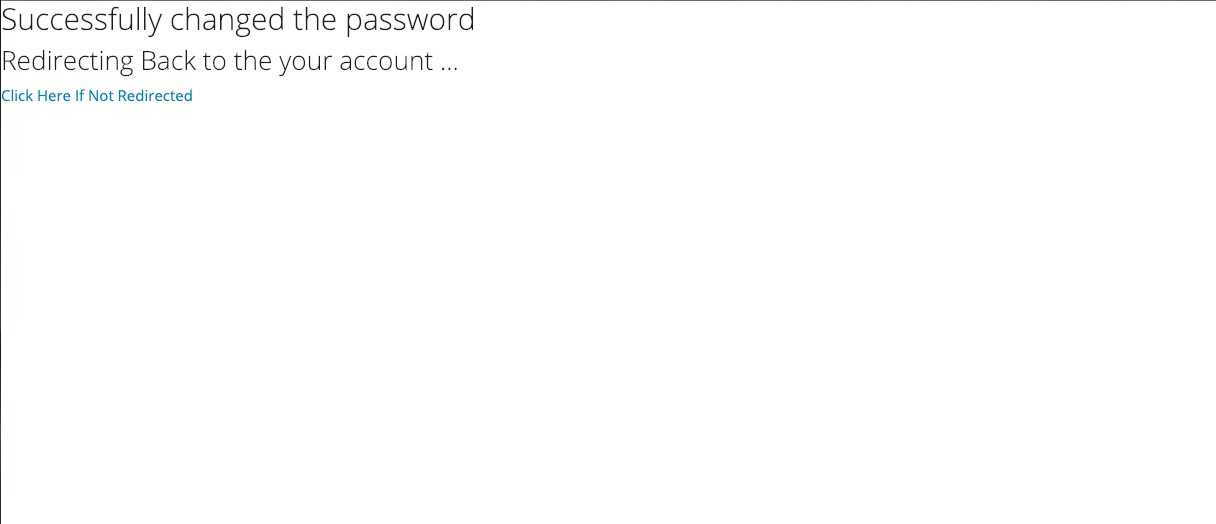 Successfully changed the password
Redirecting Back to the your account ...
Click Here If Not Redirected